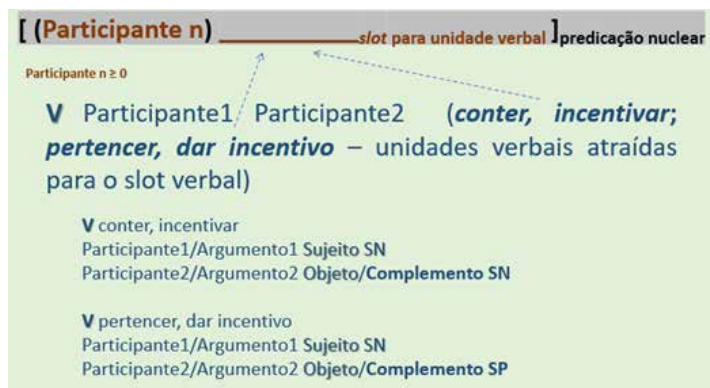 [ (Participante n) ____________slot para unidade verbal ]predicação nuclear
Participante n ≥ 0
V Participante1 Participante2 (conter, incentivar;
pertencer, dar incentivo – unidades verbais atraídas
para o slot verbal)
V conter, incentivar
Participante1/Argumento1 Sujeito SN
Participante2/Argumento2 Objeto/Complemento SN
V pertencer, dar incentivo
Participante1/Argumento1 Sujeito SN
Participante2/Argumento2 Objeto/Complemento SP